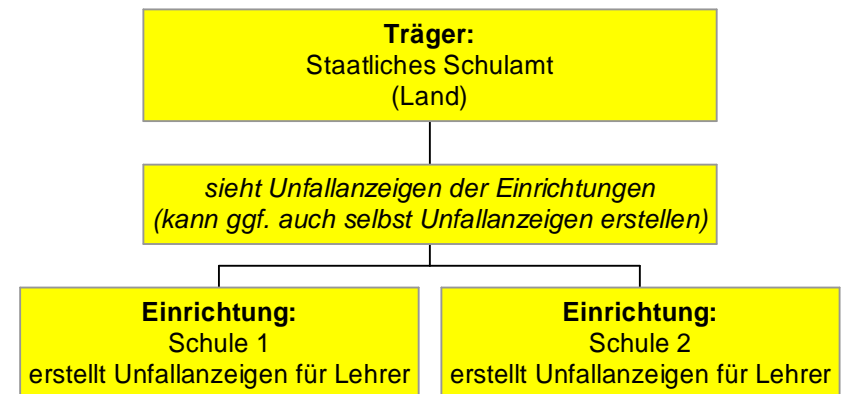 Träger:
Staatliches Schulamt
(Land)
sieht Unfallanzeigen der Einrichtungen
(kann ggf. auch selbst Unfallanzeigen erstellen)
Einrichtung:
Schule 1
erstellt Unfallanzeigen für Lehrer
Einrichtung:
Schule 2
erstellt Unfallanzeigen für Lehrer